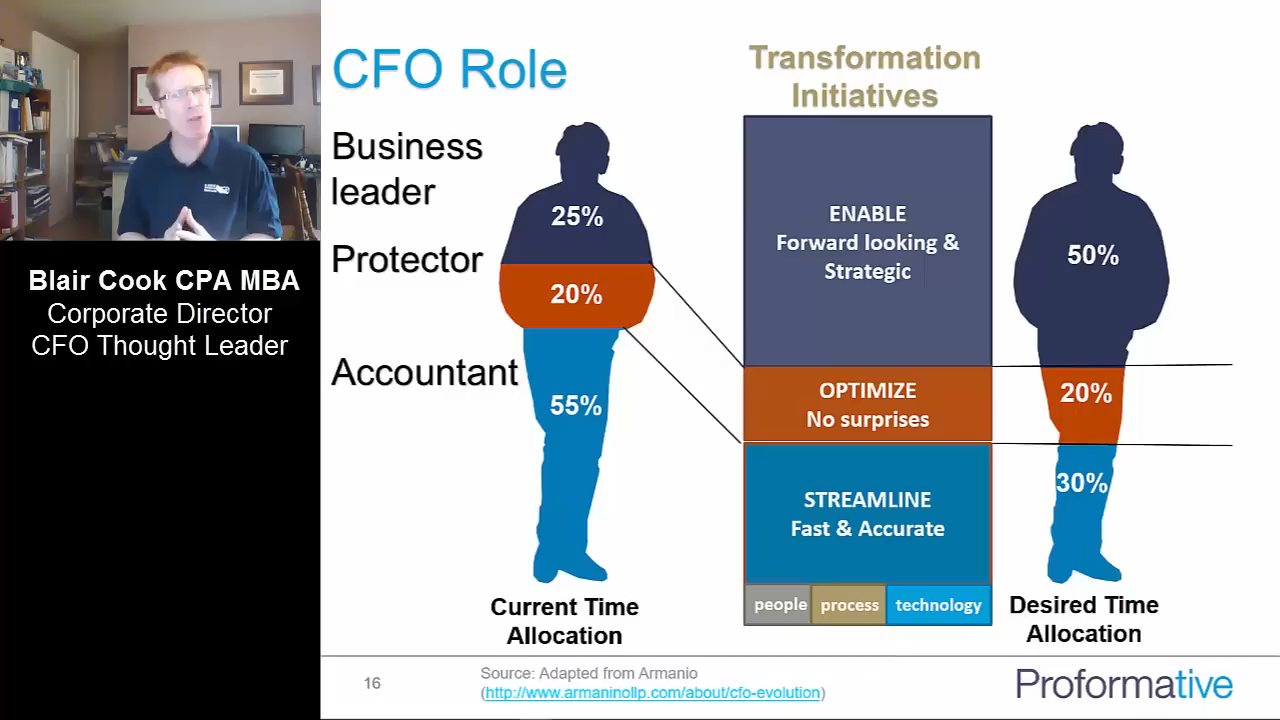 CFO Role
Transformation
Initiatives
Business
leader
Protector
Accountant
25%
20%
55%
ENABLE
Forward looking &
Strategic
OPTIMIZE
No surprises
STREAMLINE
Fast & Accurate
people process technology
50%
20%
30%
Current Time
Allocation
Desired Time
Allocation
Blair Cook CPA MBA
Corporate Director
CFO Thought Leader
16
Source: Adapted from Armanio
(http://www.armaninollp.com/about/cfo-evolution)
Proformative